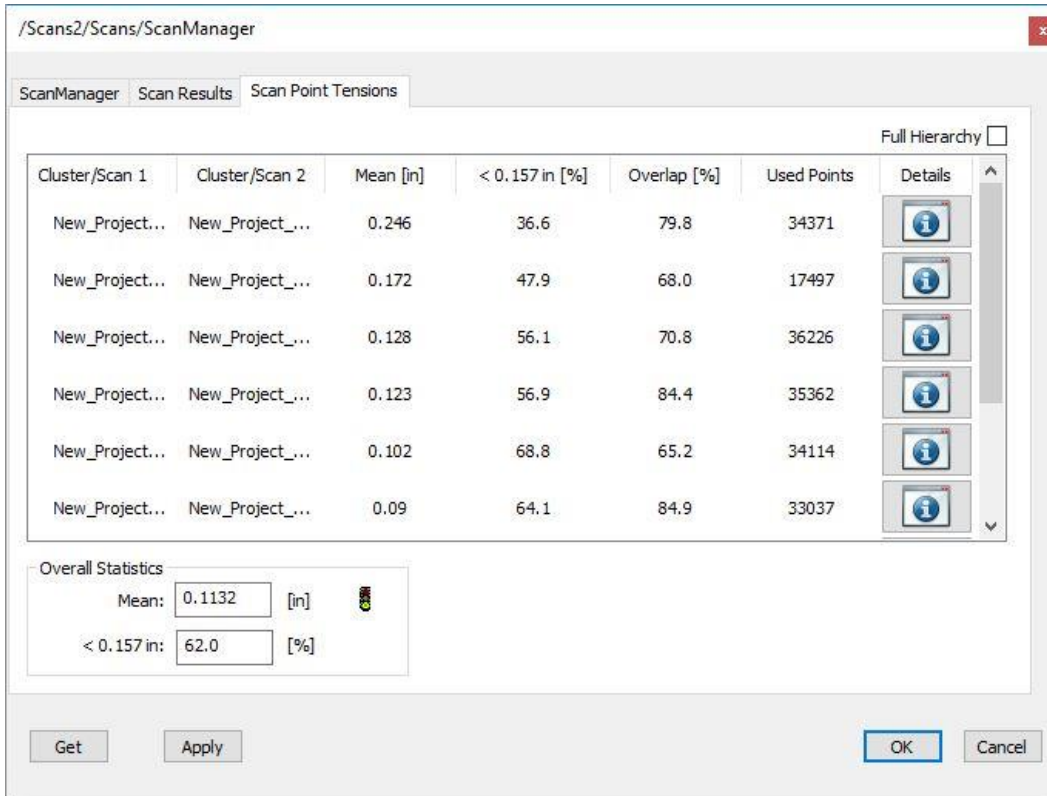 /Scans2/Scans/ScanManager x
ScanManager Scan Results Scan Point Tensions
Full Hierarchy
Cluster/Scan 1 Cluster/Scan 2 Mean [in] < 0.157 in [%] Overlap [%] Used Points Details
New_Project... New_Project_... 0.246 36.6 79.8 34371
New_Project... New_Project_... 0.172 47.9 68.0 17497
New_Project... New_Project_... 0.128 56.1 70.8 36226
New_Project... New_Project_... 0.123 56.9 84.4 35362
New_Project... New_Project_... 0.102 68.8 65.2 34114
New_Project... New_Project_... 0.09 64.1 84.9 33037
Overall Statistics
Mean: 0.1132 [in]
< 0.157 in: 62.0 [%]
Get Apply OK Cancel